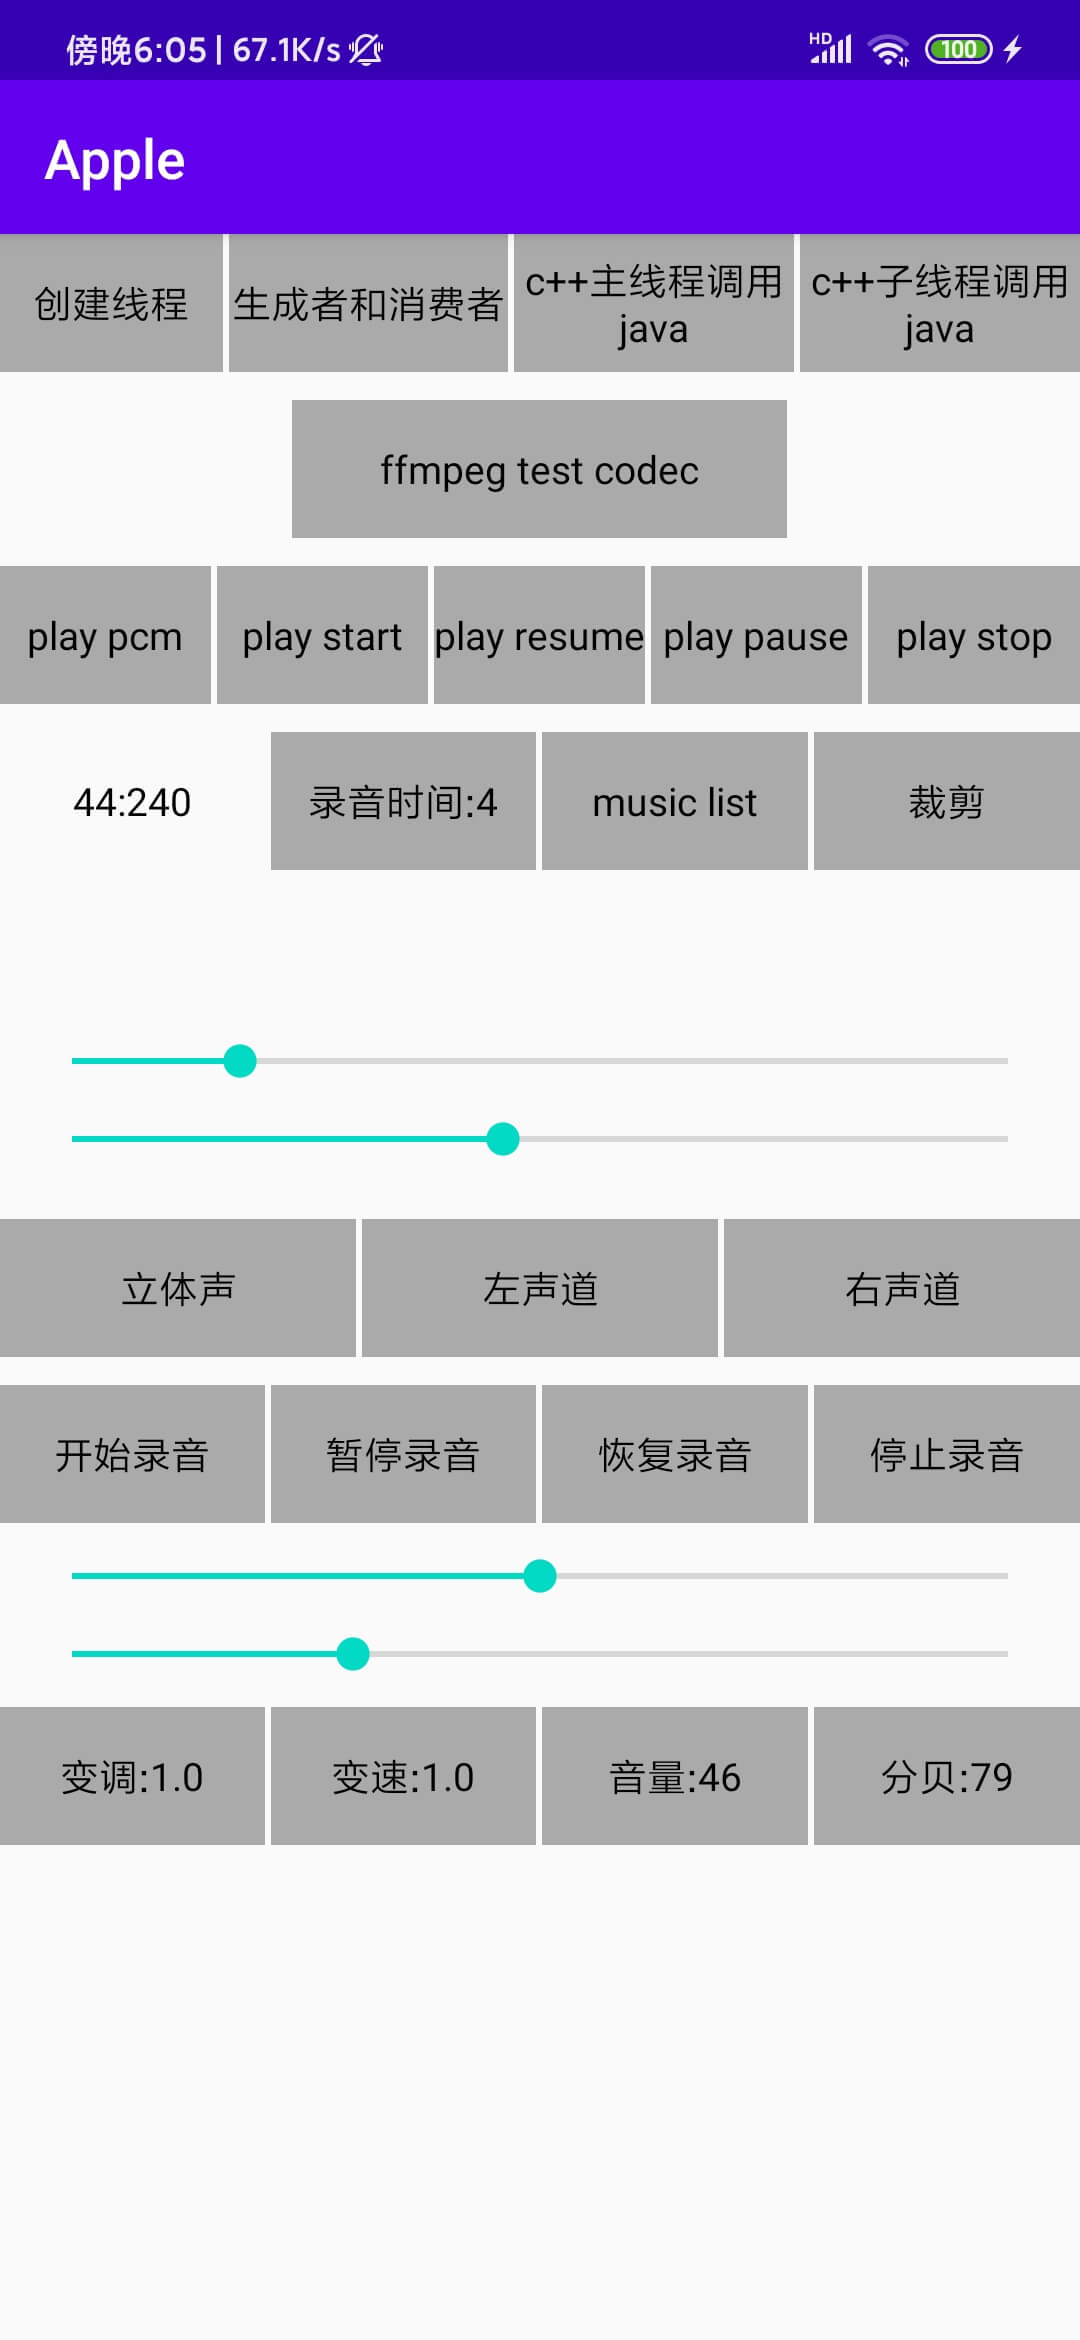 傍晚6:05 | 67.1K/s
HD
100
Apple
创建线程
生成者和消费者
c++主线程调用
java
c++子线程调用
java
ffmpeg test codec
play pcm
play start
play resume
play pause
play stop
44:240
录音时间:4
music list
裁剪
立体声
左声道
右声道
开始录音
暂停录音
恢复录音
停止录音
变调:1.0
变速:1.0
音量:46
分贝:79